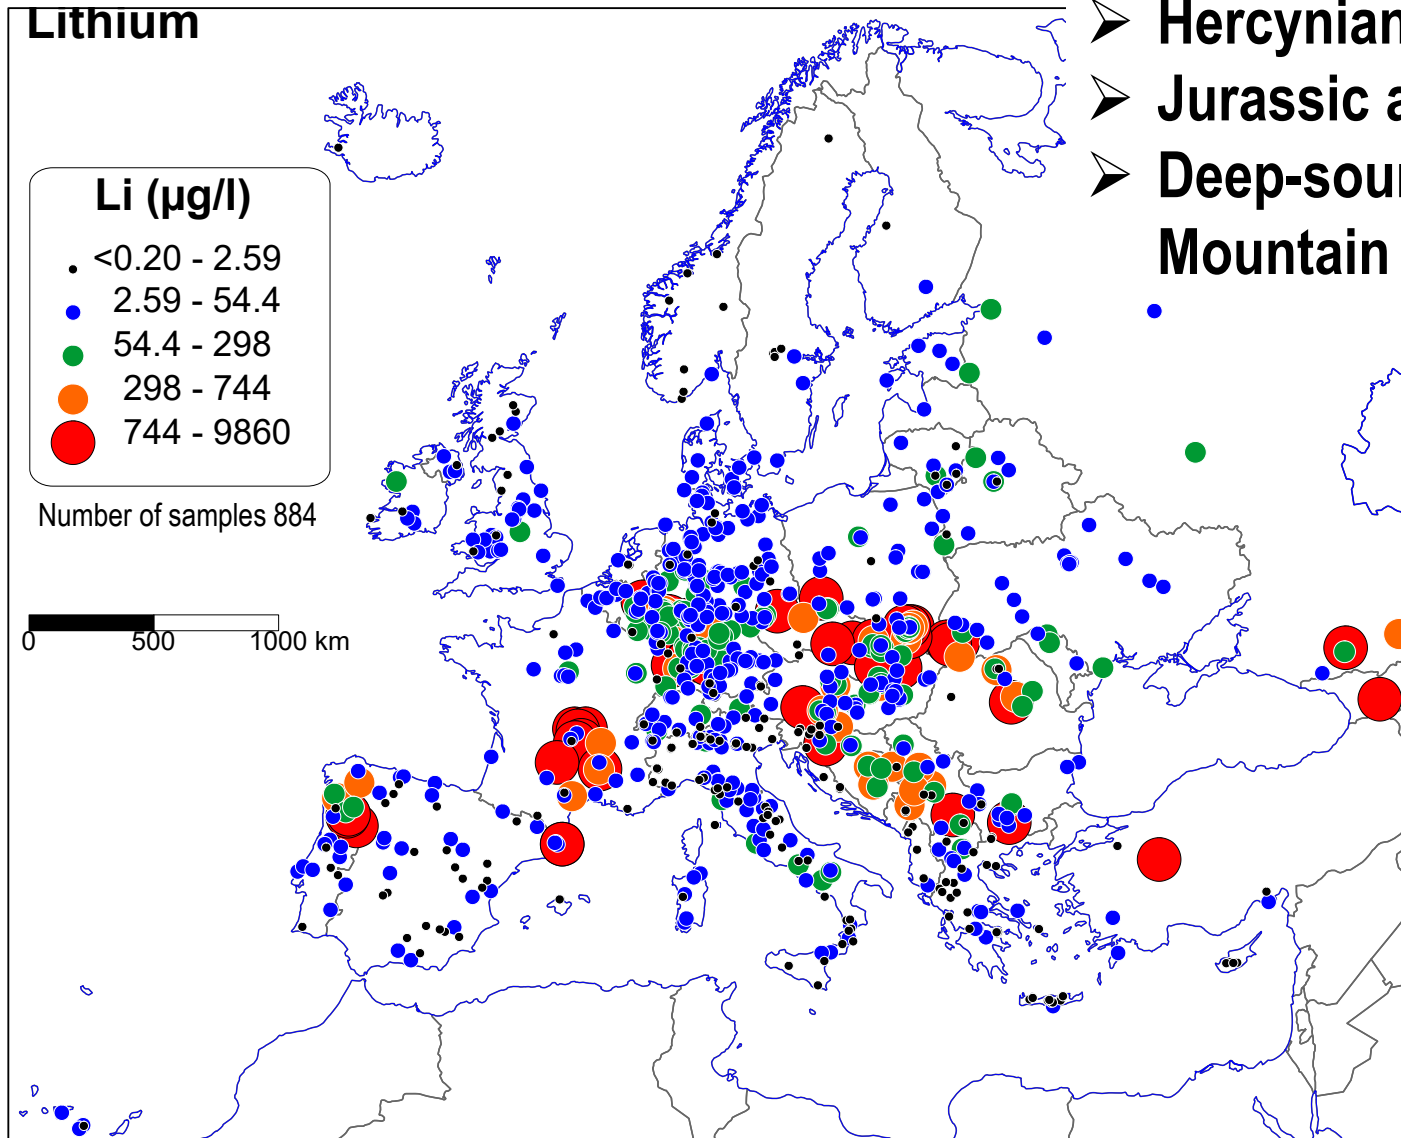 Lithium
Li (µg/l)
<0.20 - 2.59
2.59 - 54.4
54.4 - 298
298 - 744
744 - 9860
Number of samples 884
0 500 1000 km
➢ Hercynian
➢ Jurassic a
➢ Deep-sour
Mountain